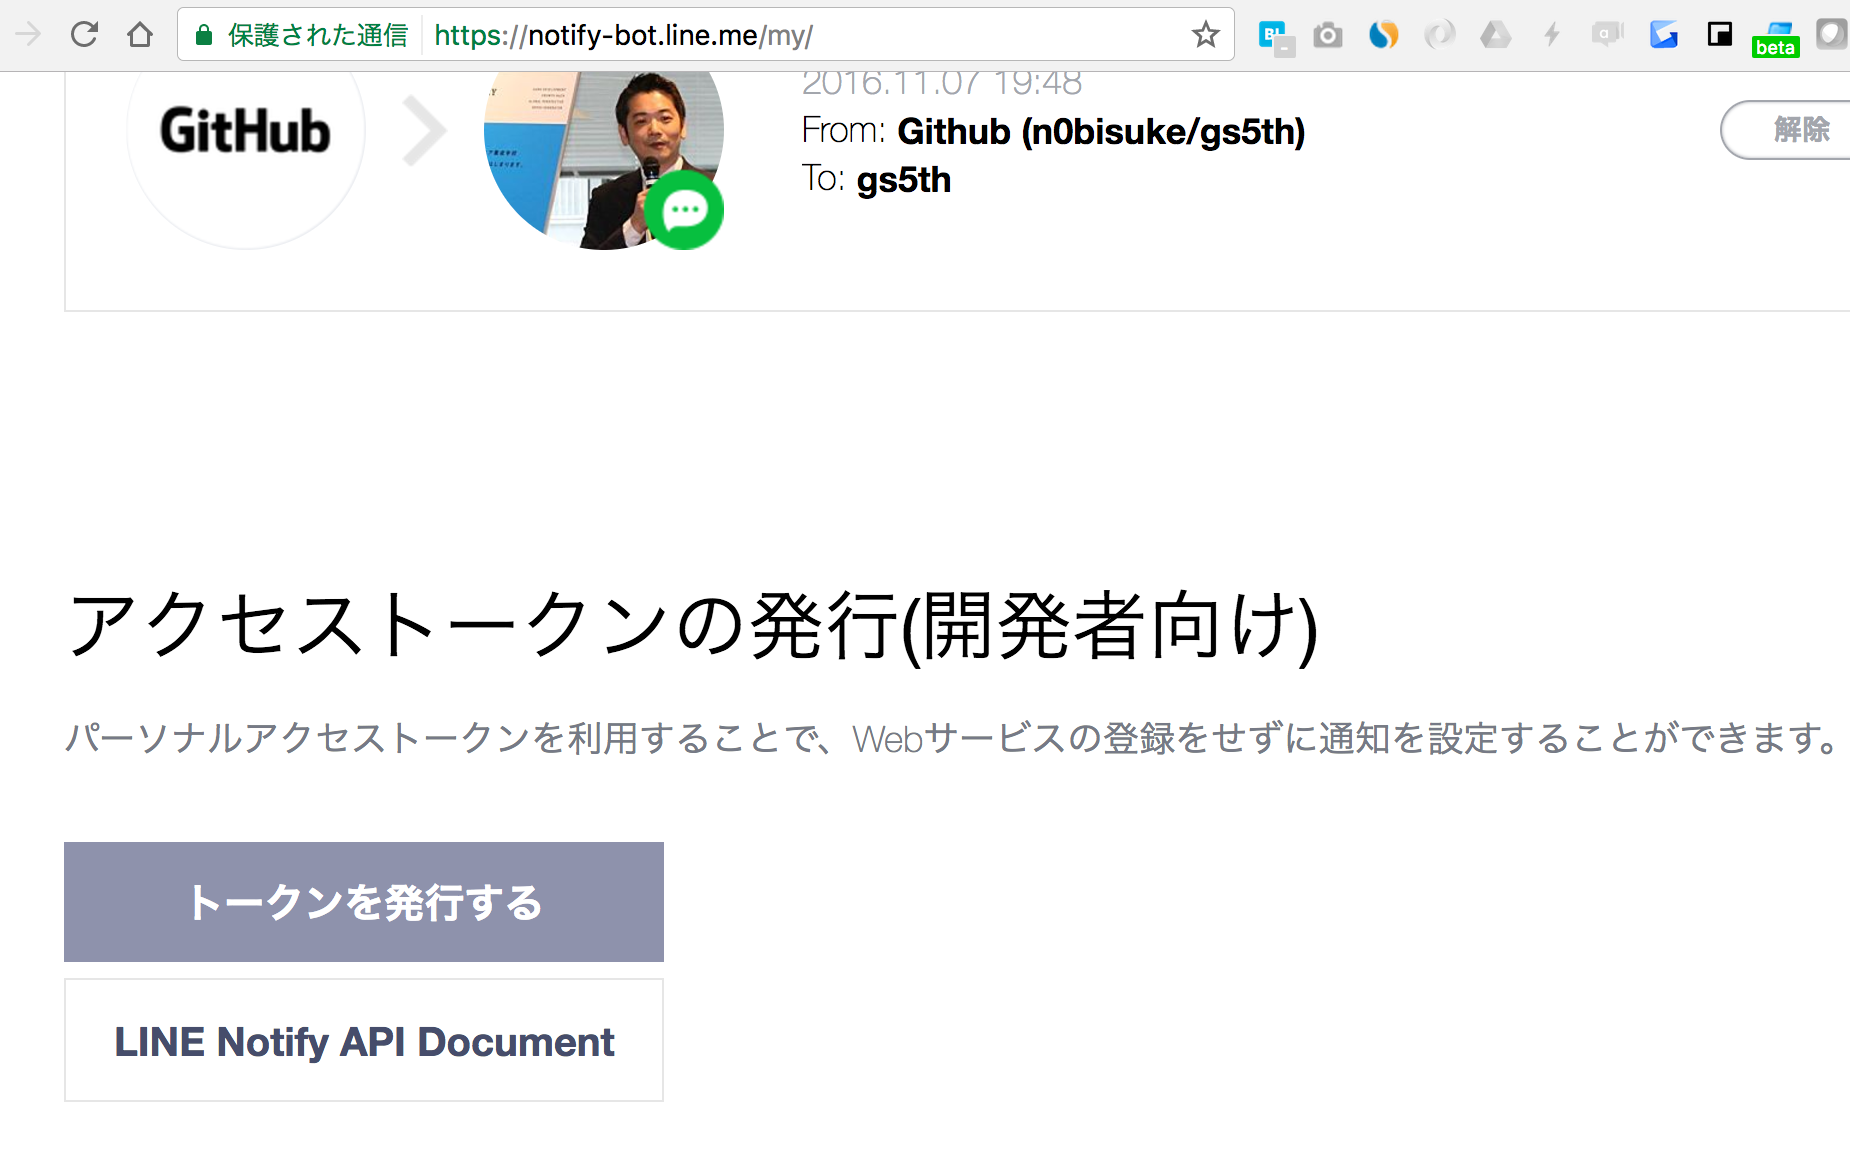 保護された通信 https://notify-bot.line.me/my/
beta
GitHub
2016.11.07 19:48
From: Github (n0bisuke/gs5th)
To: gs5th
解除
アクセストークンの発行(開発者向け)
パーソナルアクセストークンを利用することで、Webサービスの登録をせずに通知を設定することができます。
トークンを発行する
LINE Notify API Document